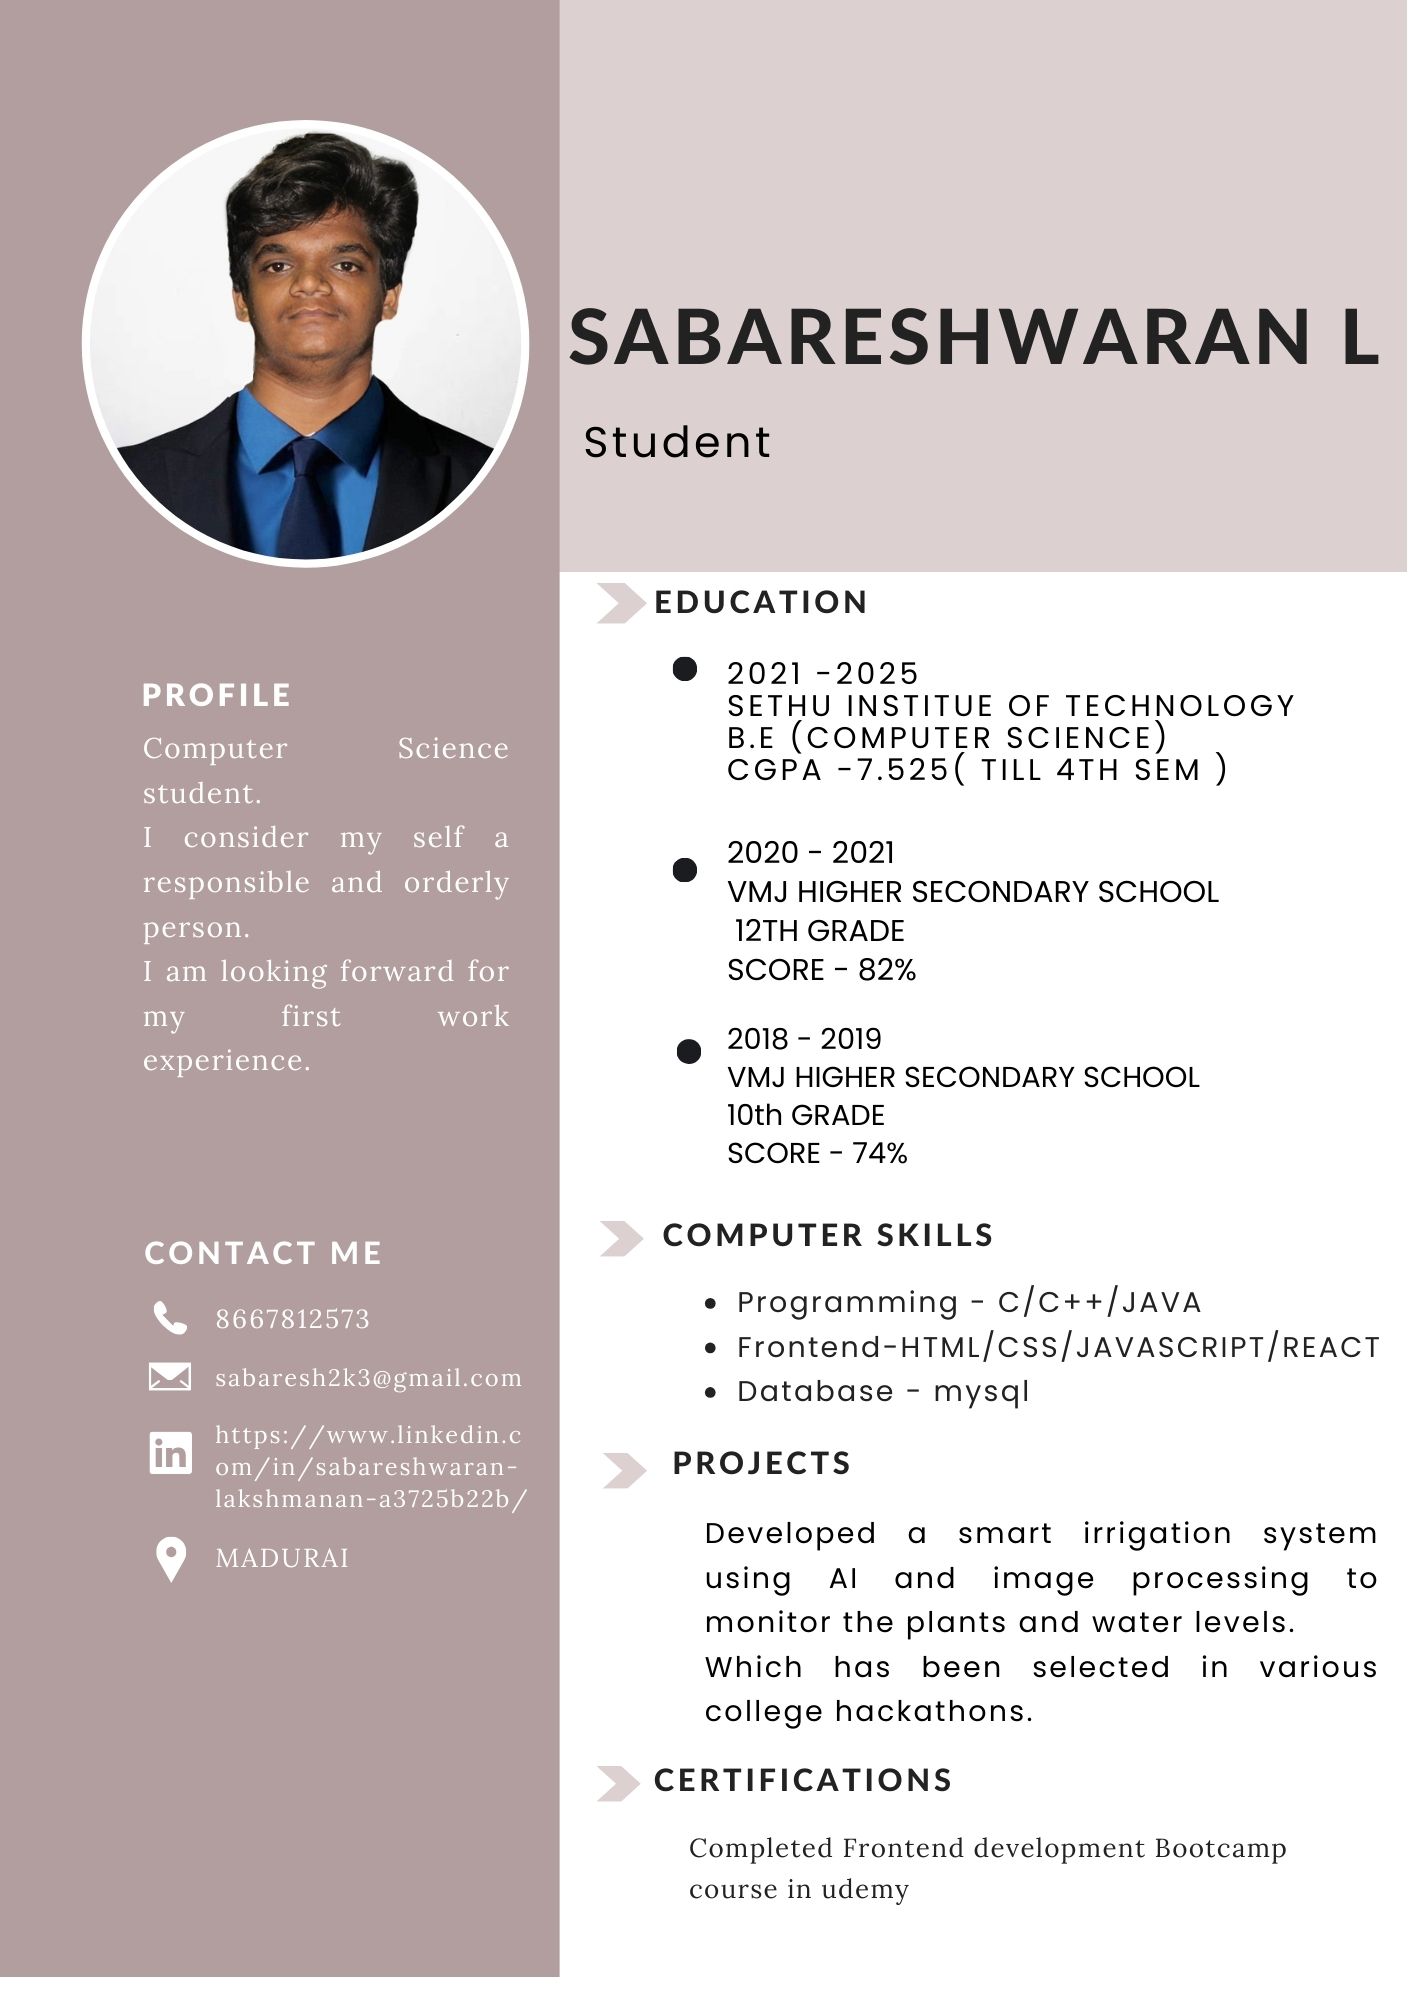 SABARESHWARAN L
Student
PROFILE
Computer Science
student.
I consider my self a
responsible and orderly
person.
I am looking forward for
my first work
experience.
CONTACT ME
8667812573
sabaresh2k3@gmail.com
https://www.linkedin.c
om/in/sabareshwaran-
lakshmanan-a3725b22b/
MADURAI
EDUCATION
2021 -2025
SETHU INSTITUE OF TECHNOLOGY
B.E (COMPUTER SCIENCE)
CGPA -7.525( TILL 4TH SEM )
2020 - 2021
VMJ HIGHER SECONDARY SCHOOL
12TH GRADE
SCORE - 82%
2018 - 2019
VMJ HIGHER SECONDARY SCHOOL
10th GRADE
SCORE - 74%
COMPUTER SKILLS
• Programming - C/C++/JAVA
• Frontend-HTML/CSS/JAVASCRIPT/REACT
• Database - mysql
PROJECTS
Developed a smart irrigation system
using AI and image processing to
monitor the plants and water levels.
Which has been selected in various
college hackathons.
CERTIFICATIONS
Completed Frontend development Bootcamp
course in udemy